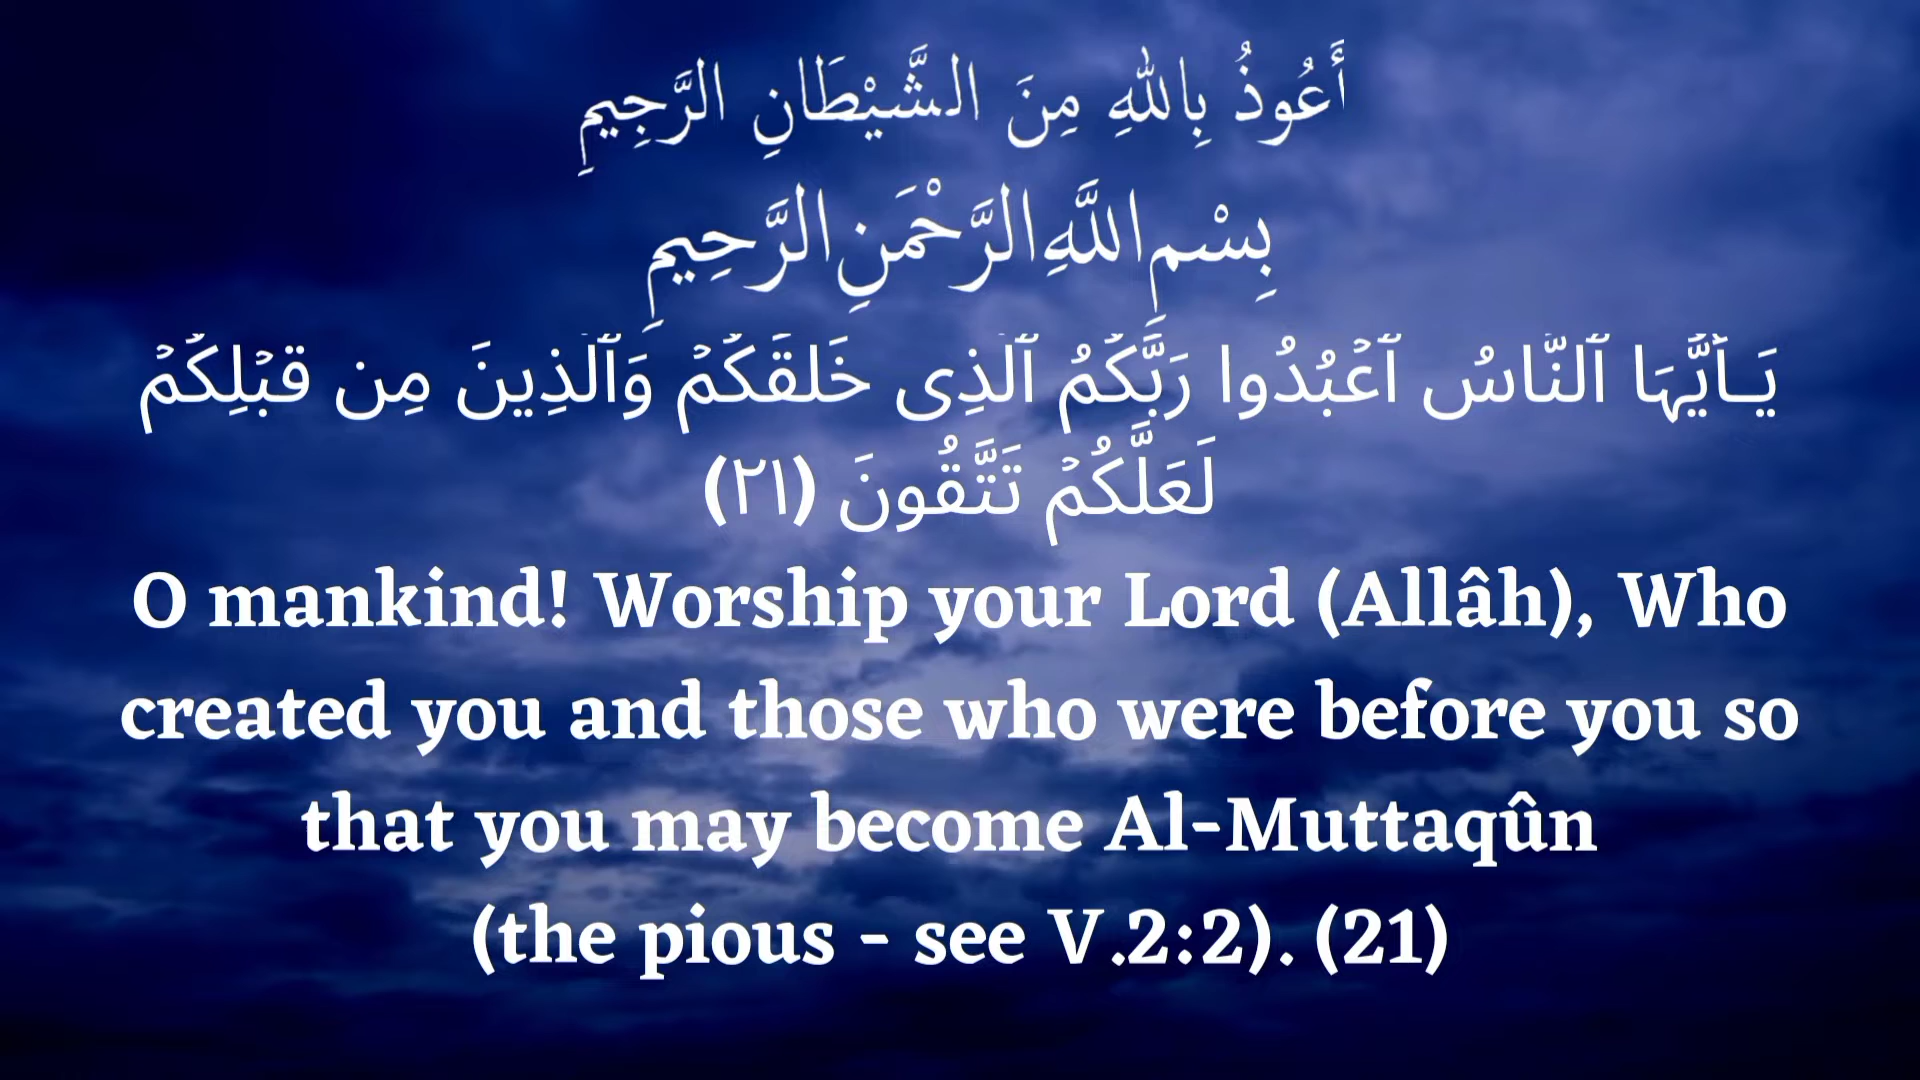 أَعُوذُ بِاللهِ مِنَ الشَّيْطَانِ الرَّجِيمِ
بِسْمِ اللَّهِ الرَّحْمَنِ الرَّحِيمِ
يَـٰٓأَيُّهَا ٱلنَّاسُ ٱعۡبُدُوا رَبَّكُمُ ٱلَّذِى خَلَقَكُمۡ وَٱلَّذِينَ مِن قَبۡلِكُمۡ
لَعَلَّكُمۡ تَتَّقُونَ (٢١)
O mankind! Worship your Lord (Allâh), Who
created you and those who were before you so
that you may become Al-Muttaqûn
(the pious - see V.2:2). (21)